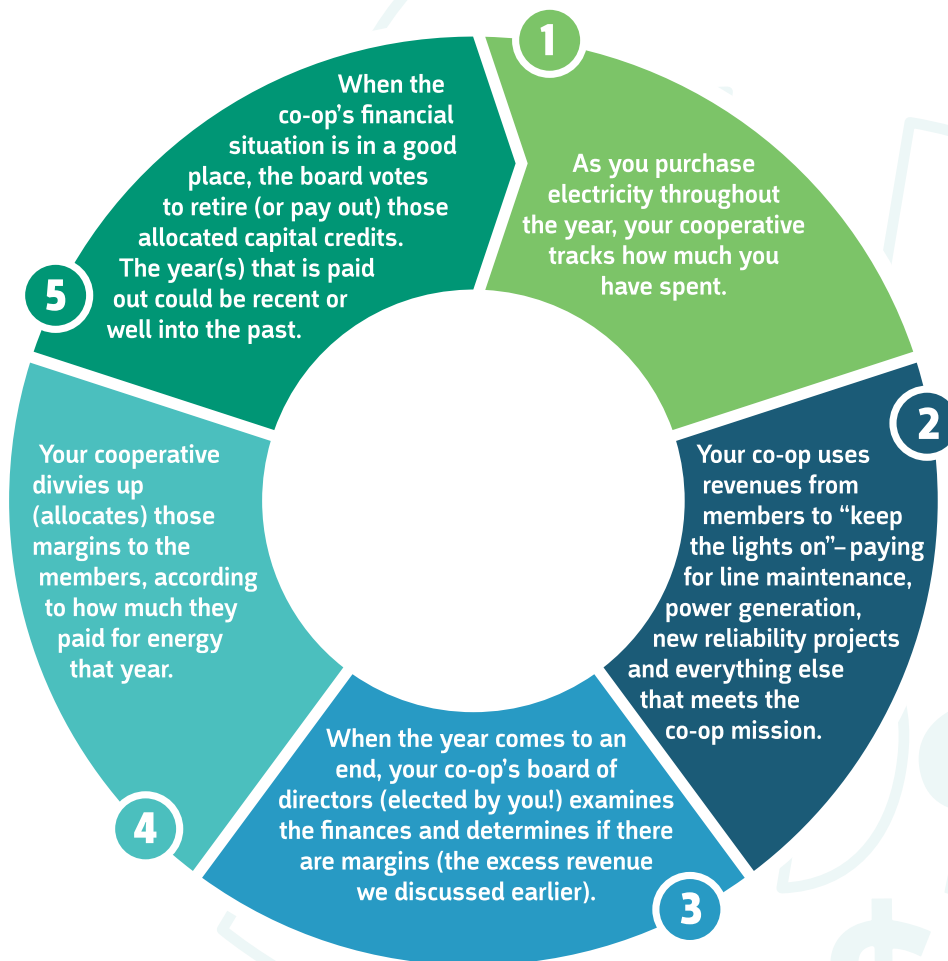 1
As you purchase
electricity throughout
the year, your cooperative
tracks how much you
have spent.
2
Your co-op uses
revenues from
members to “keep
the lights on”–paying
for line maintenance,
power generation,
new reliability projects
and everything else
that meets the
co-op mission.
3
When the year comes to an
end, your co-op’s board of
directors (elected by you!) examines
the finances and determines if there
are margins (the excess revenue
we discussed earlier).
4
Your cooperative
divvies up
(allocates) those
margins to the
members, according
to how much they
paid for energy
that year.
5
When the
co-op’s financial
situation is in a good
place, the board votes
to retire (or pay out) those
allocated capital credits.
The year(s) that is paid
out could be recent or
well into the past.
$